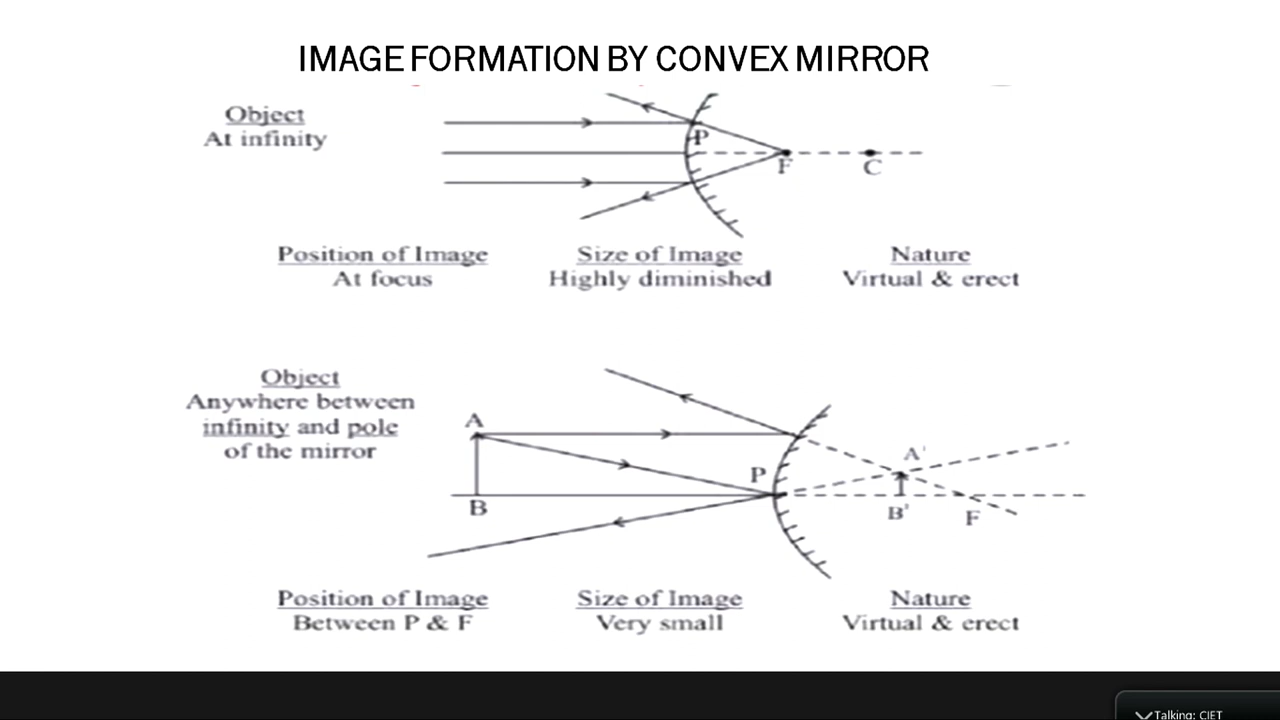 IMAGE FORMATION BY CONVEX MIRROR
Object
At infinity
P
F
C
Position of Image
At focus
Size of Image
Highly diminished
Nature
Virtual & erect
Object
Anywhere between
infinity and pole
of the mirror
A
B
P
A'
B'
F
Position of Image
Between P & F
Size of Image
Very small
Nature
Virtual & erect
Talking: CIET